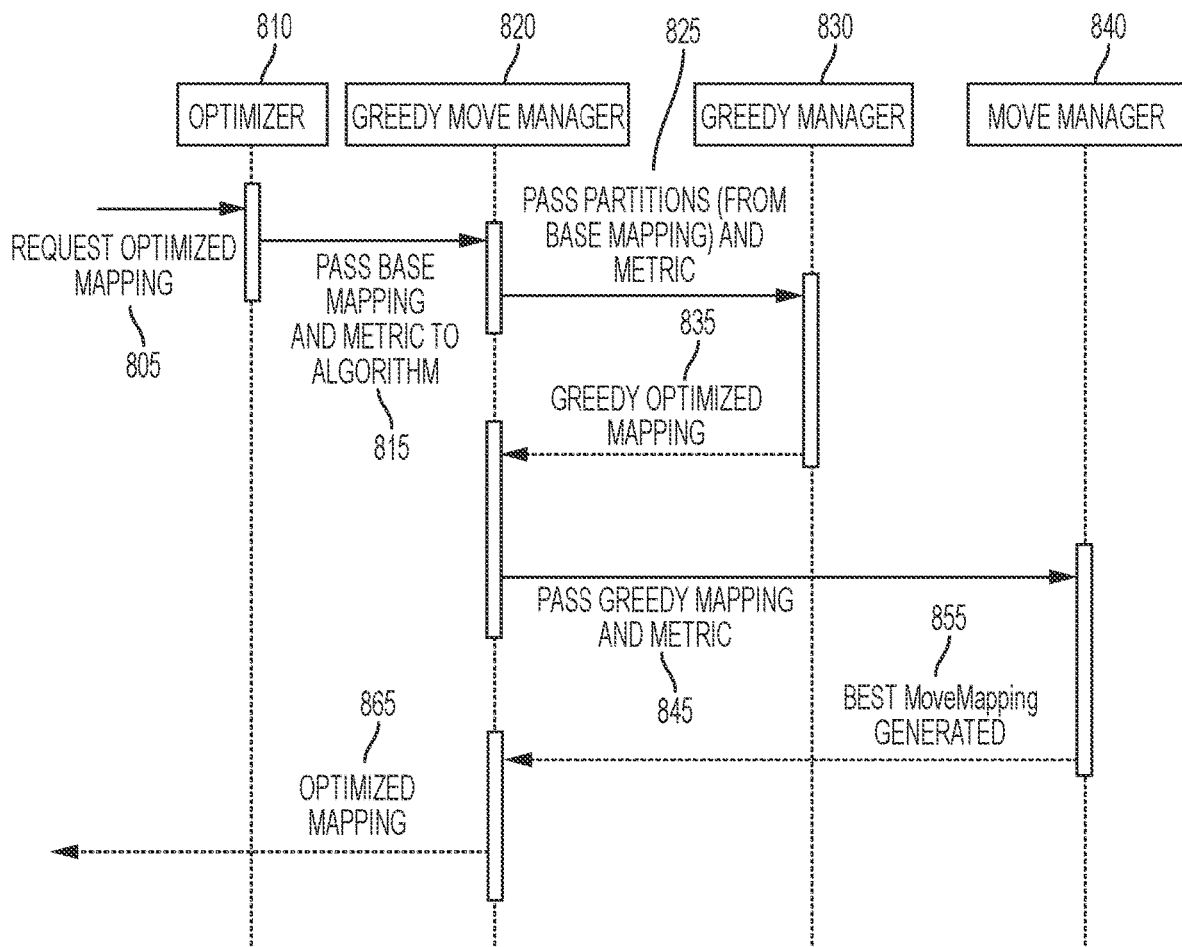 810
820
825
830
840
OPTIMIZER
GREEDY MOVE MANAGER
GREEDY MANAGER
MOVE MANAGER
PASS PARTITIONS (FROM
BASE MAPPING) AND
METRIC
REQUEST OPTIMIZED
MAPPING
805
PASS BASE
MAPPING
AND METRIC TO
ALGORITHM
815
835
GREEDY OPTIMIZED
MAPPING
PASS GREEDY MAPPING
AND METRIC
845
855
BEST MoveMapping
GENERATED
865
OPTIMIZED
MAPPING